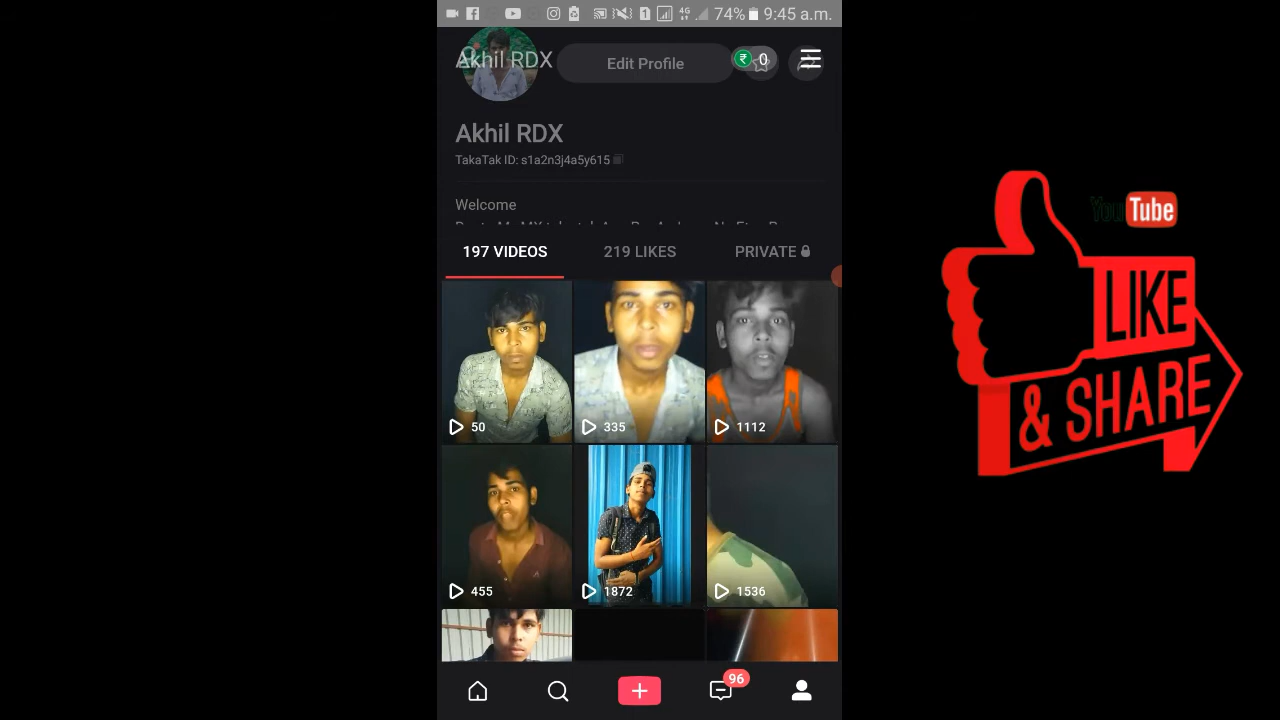 74% 9:45 a.m.
Akhil RDX
Edit Profile
0
Akhil RDX
TakaTak ID: s1a2n3j4a5y615
Welcome
197 VIDEOS 219 LIKES PRIVATE
50 335 1112
455 1872 1536
96
YouTube
LIKE
& SHARE